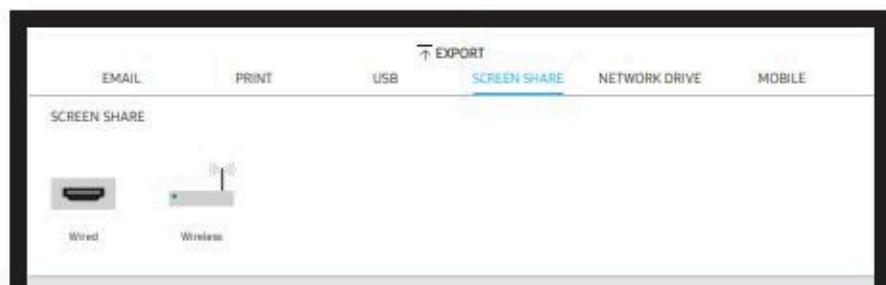 EXPORT
EMAIL PRINT USB SCREEN SHARE NETWORK DRIVE MOBILE
SCREEN SHARE
Wired Wireless